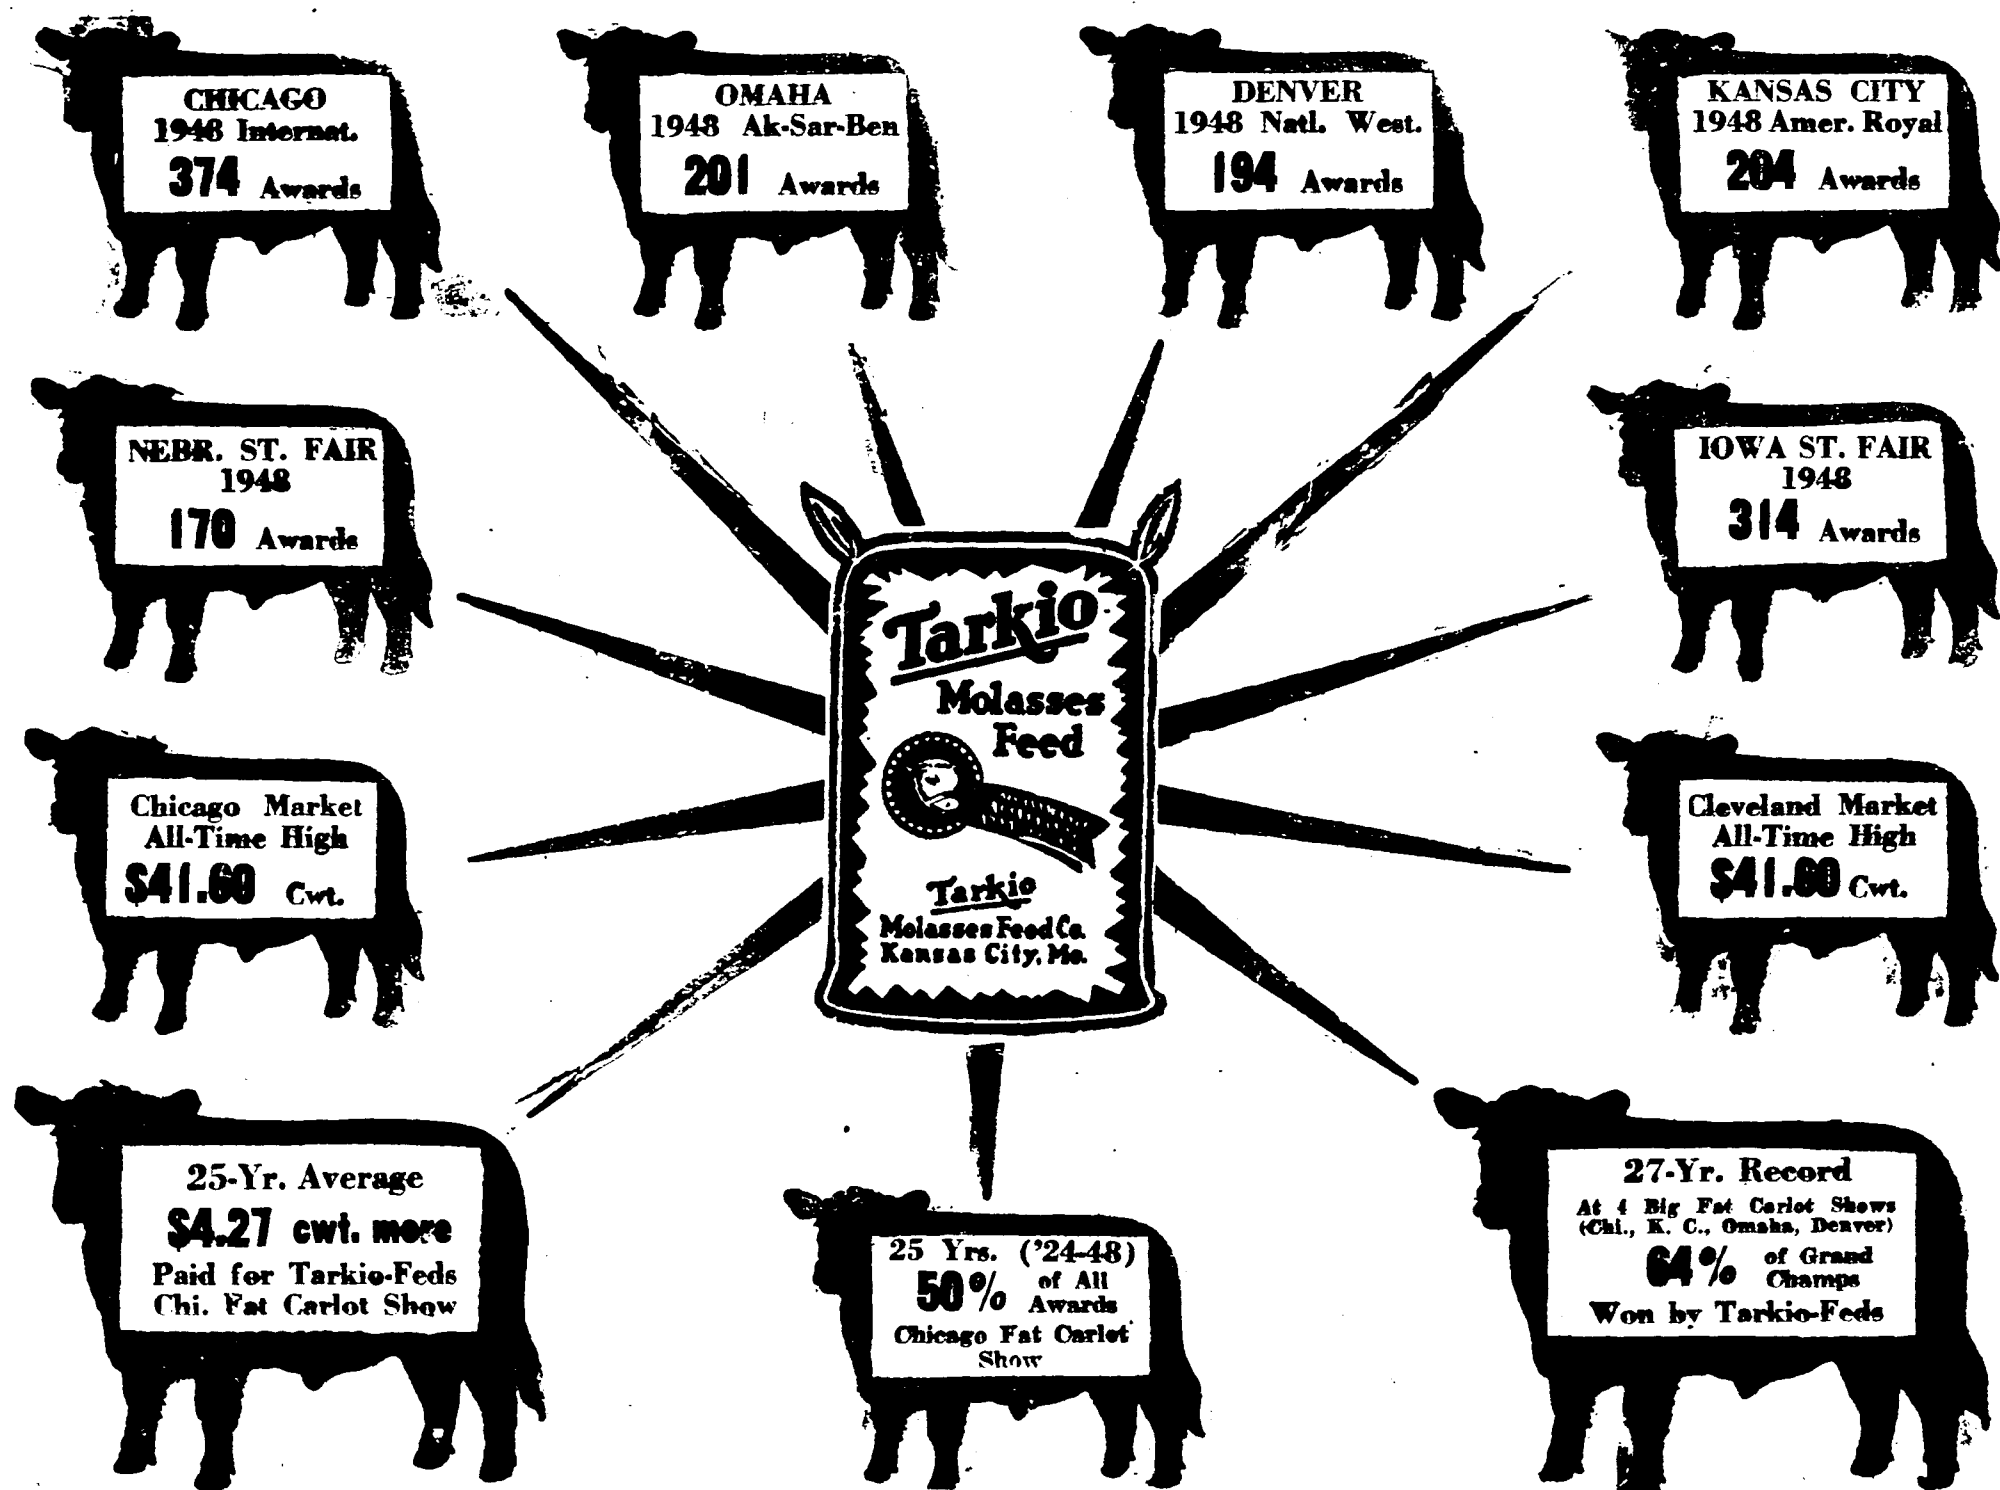 CHICAGO
1948 Internat.
374 Awards
OMAHA
1948 Ak-Sar-Ben
201 Awards
DENVER
1948 Natl. West.
194 Awards
KANSAS CITY
1948 Amer. Royal
204 Awards
NEBR. ST. FAIR
1948
170 Awards
IOWA ST. FAIR
1948
314 Awards
Tarkio
Molasses
Feed
Tarkio
Molasses Feed Co.
Kansas City, Mo.
Chicago Market
All-Time High
$41.60 Cwt.
Cleveland Market
All-Time High
$41.60 Cwt.
25-Yr. Average
$4.27 cwt. more
Paid for Tarkio-Feds
Chi. Fat Carlot Show
25 Yrs. ('24-48)
50% of All
Awards
Chicago Fat Carlot
Show
27-Yr. Record
At 4 Big Fat Carlot Shows
(Chi., K. C., Omaha, Denver)
64% of Grand
Champs
Won by Tarkio-Feds